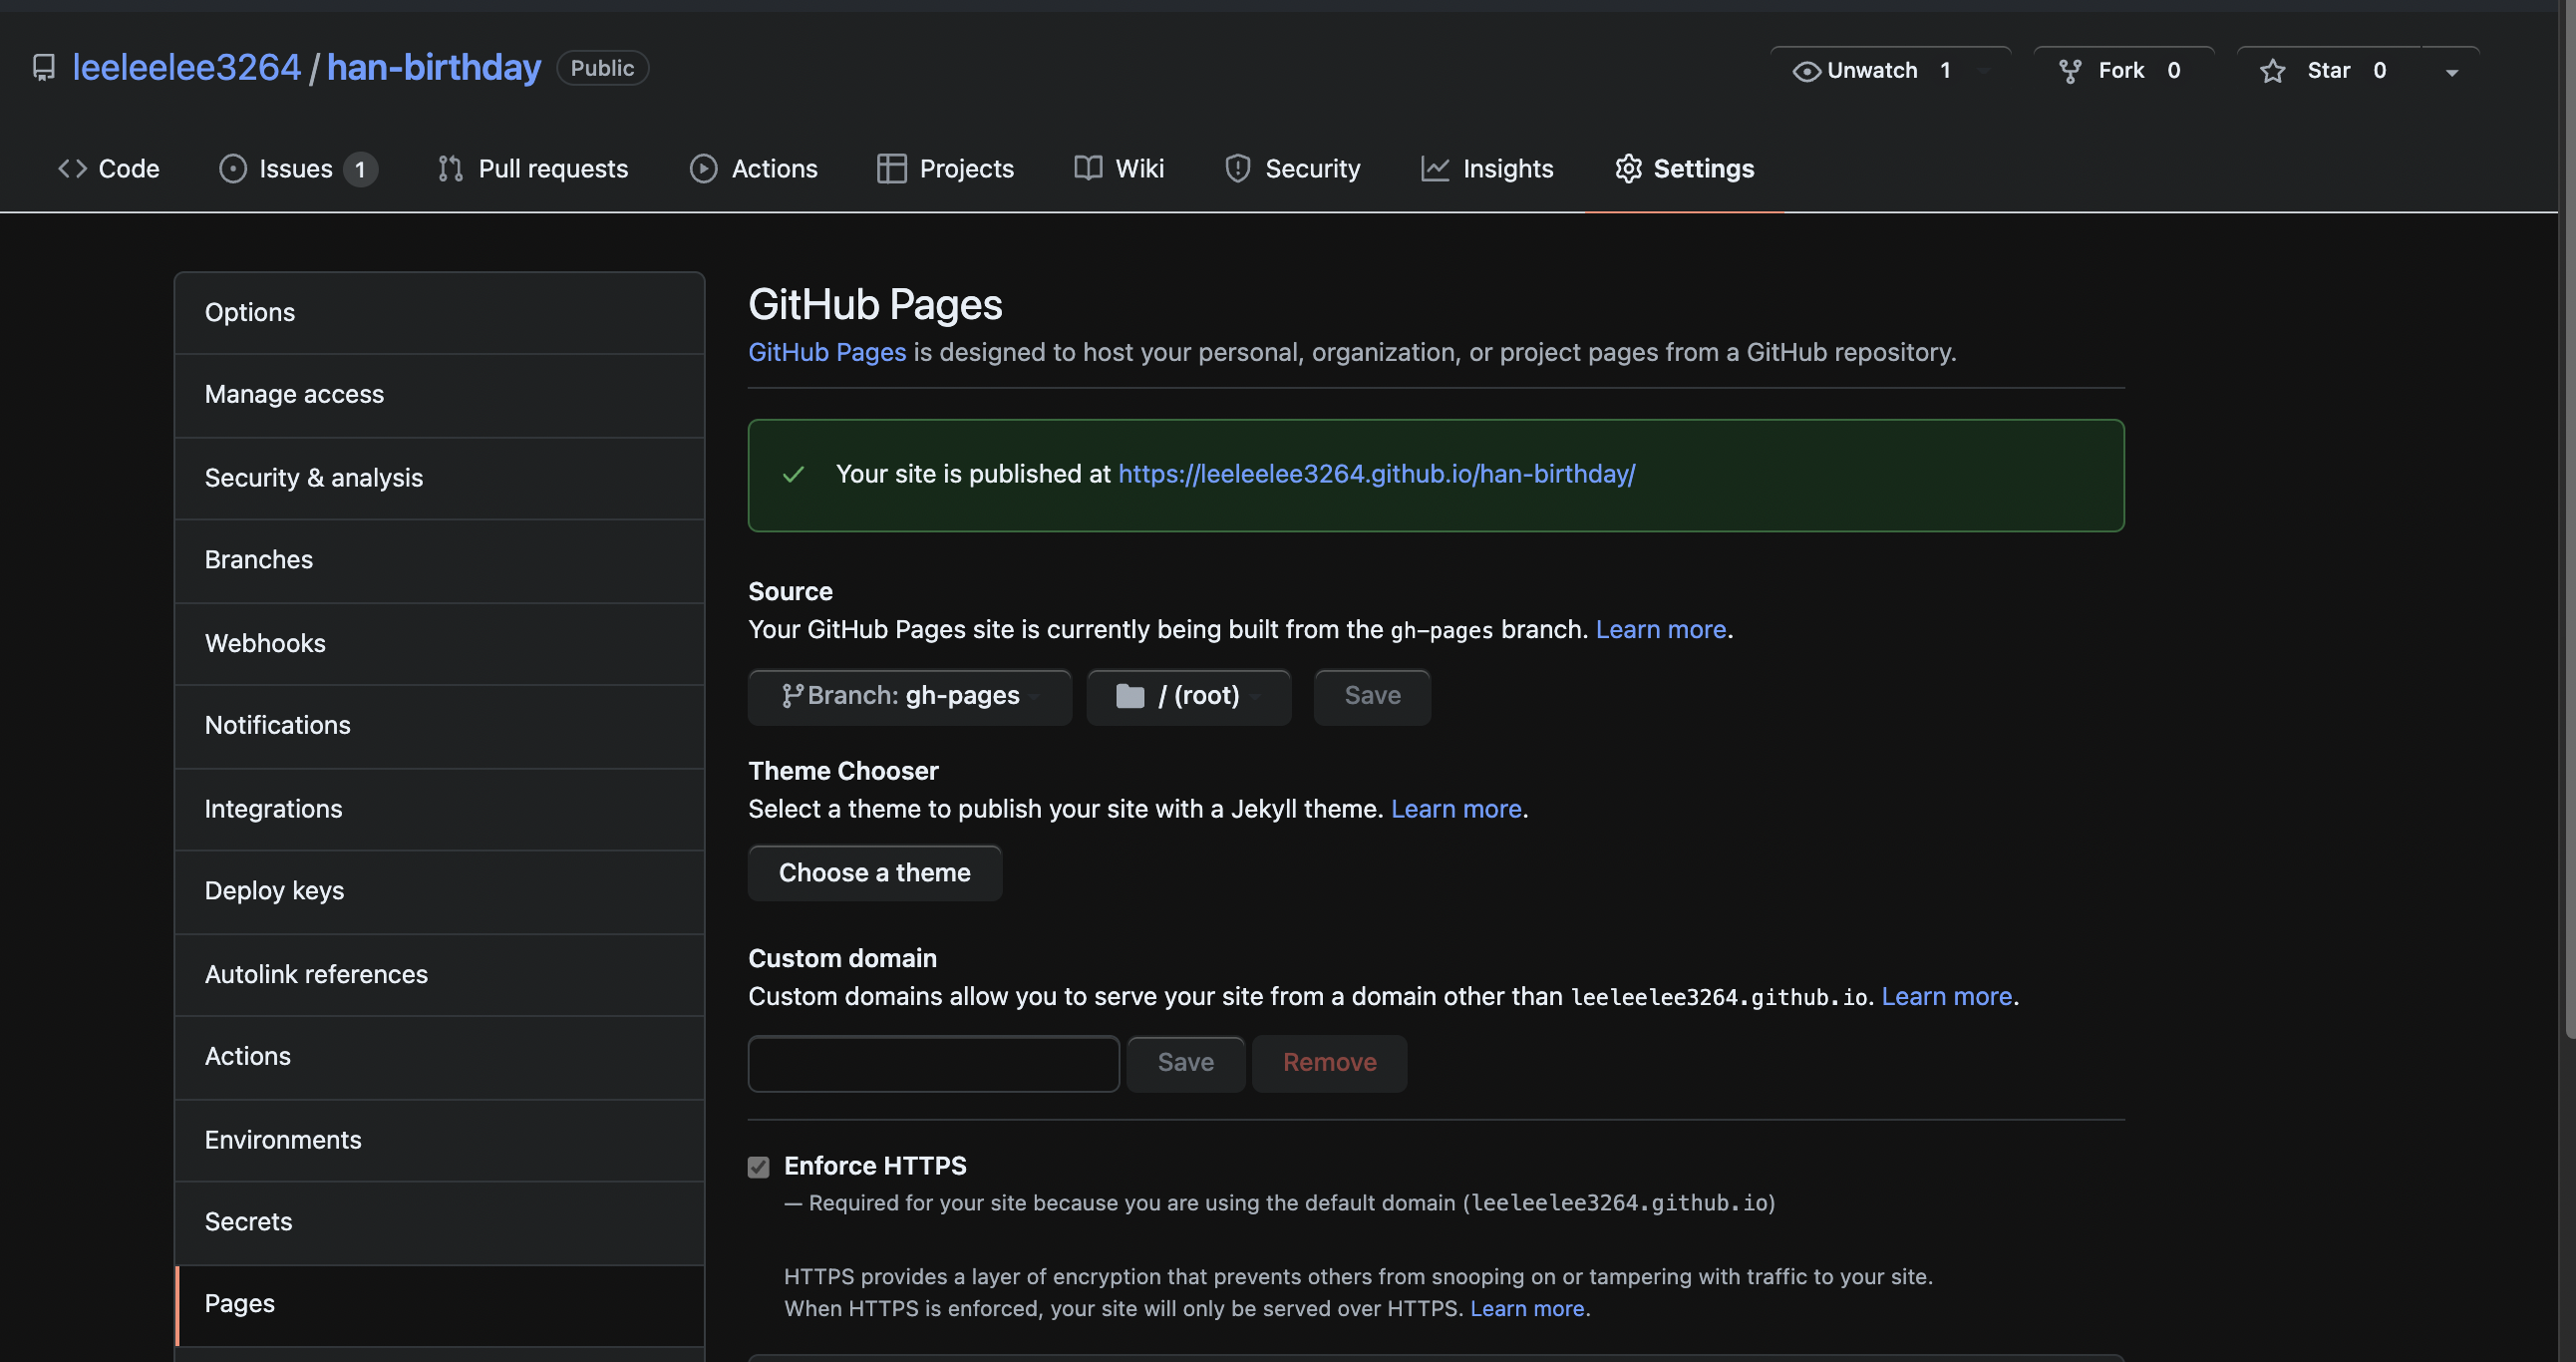 leeleelee3264 / han-birthday Public
Unwatch 1 Fork 0 Star 0
Code Issues 1 Pull requests Actions Projects Wiki Security Insights Settings
Options
Manage access
Security & analysis
Branches
Webhooks
Notifications
Integrations
Deploy keys
Autolink references
Actions
Environments
Secrets
Pages
GitHub Pages
GitHub Pages is designed to host your personal, organization, or project pages from a GitHub repository.
Your site is published at https://leeleelee3264.github.io/han-birthday/
Source
Your GitHub Pages site is currently being built from the gh-pages branch. Learn more.
Branch: gh-pages / (root) Save
Theme Chooser
Select a theme to publish your site with a Jekyll theme. Learn more.
Choose a theme
Custom domain
Custom domains allow you to serve your site from a domain other than leeleelee3264.github.io. Learn more.
Save Remove
Enforce HTTPS
— Required for your site because you are using the default domain (leeleelee3264.github.io)
HTTPS provides a layer of encryption that prevents others from snooping on or tampering with traffic to your site.
When HTTPS is enforced, your site will only be served over HTTPS. Learn more.